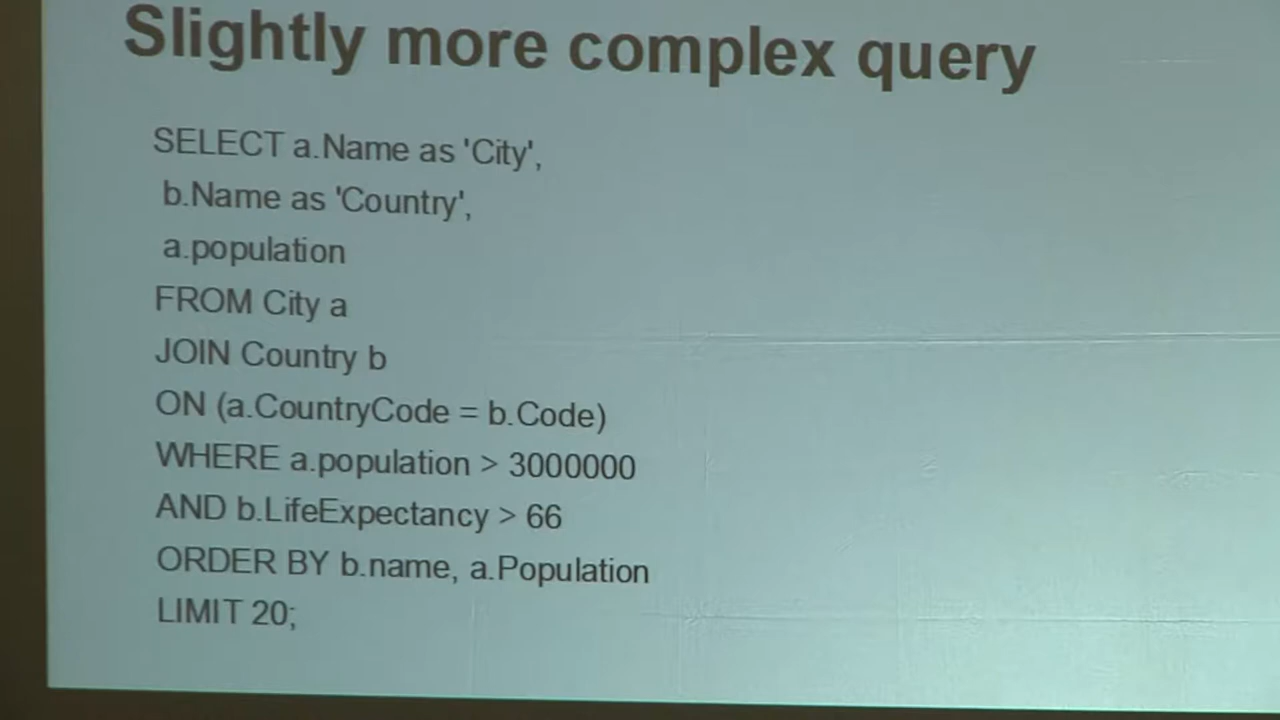 Slightly more complex query
SELECT a.Name as 'City',
b.Name as 'Country',
a.population
FROM City a
JOIN Country b
ON (a.CountryCode = b.Code)
WHERE a.population > 3000000
AND b.LifeExpectancy > 66
ORDER BY b.name, a.Population
LIMIT 20;